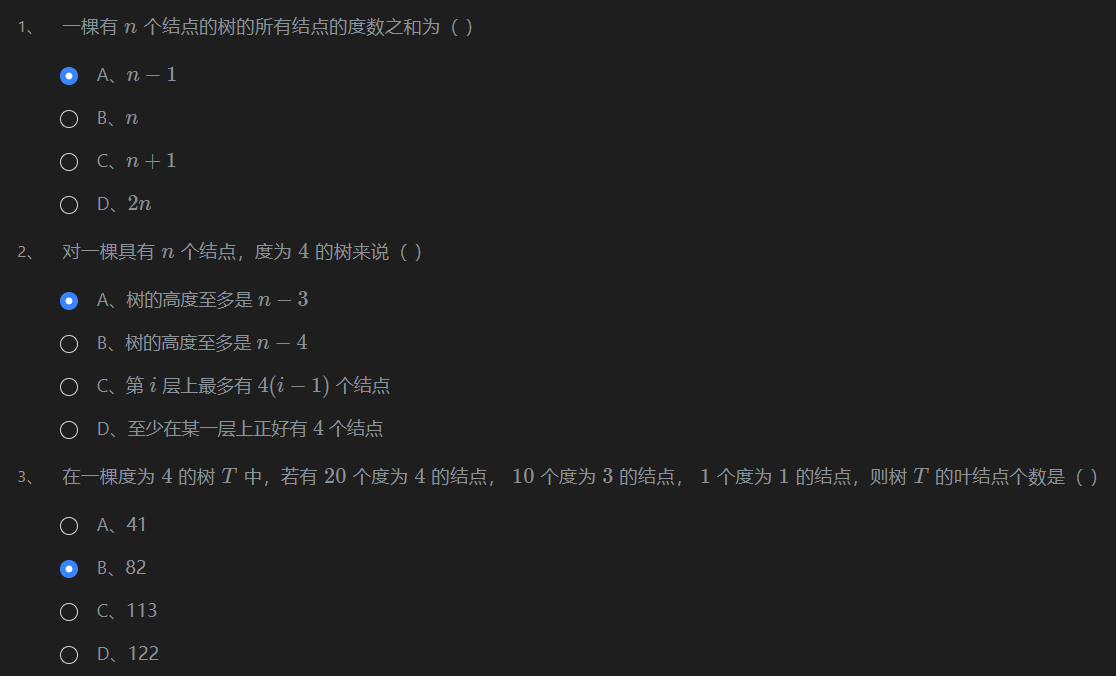 1、 一棵有 n 个结点的树的所有结点的度数之和为（ ）
A、n − 1
B、n
C、n + 1
D、2n
2、 对一棵具有 n 个结点，度为 4 的树来说（ ）
A、树的高度至多是 n − 3
B、树的高度至多是 n − 4
C、第 i 层上最多有 4(i − 1) 个结点
D、至少在某一层上正好有 4 个结点
3、 在一棵度为 4 的树 T 中，若有 20 个度为 4 的结点， 10 个度为 3 的结点， 1 个度为 1 的结点，则树 T 的叶结点个数是（ ）
A、41
B、82
C、113
D、122